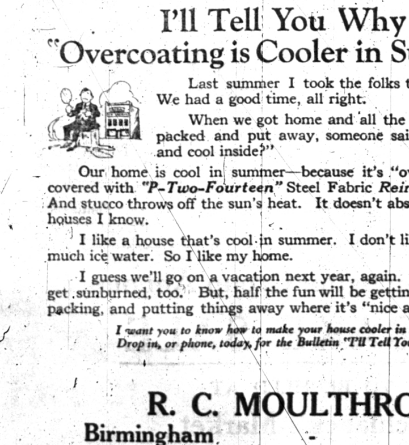 I'll Tell You Why
"Overcoating is Cooler in S
Last summer I took the folks t
We had a good time, all right.
When we got home and all the
packed and put away, someone sai
and cool inside?"
Our home is cool in summer—because it's "ov
covered with "P-Two-Fourteen" Steel Fabric Rein
And stucco throws off the sun's heat. It doesn't abs
houses I know.
I like a house that's cool in summer. I don't li
much ice water. So I like my home.
I guess we'll go on a vacation next year, again.
get sunburned, too. But, half the fun will be gettin
packing, and putting things away where it's "nice a
I want you to know how to make your house cooler in
Drop in, or phone, today, for the Bulletin "I'll Tell Yo
R. C. MOULTHRO
Birmingham